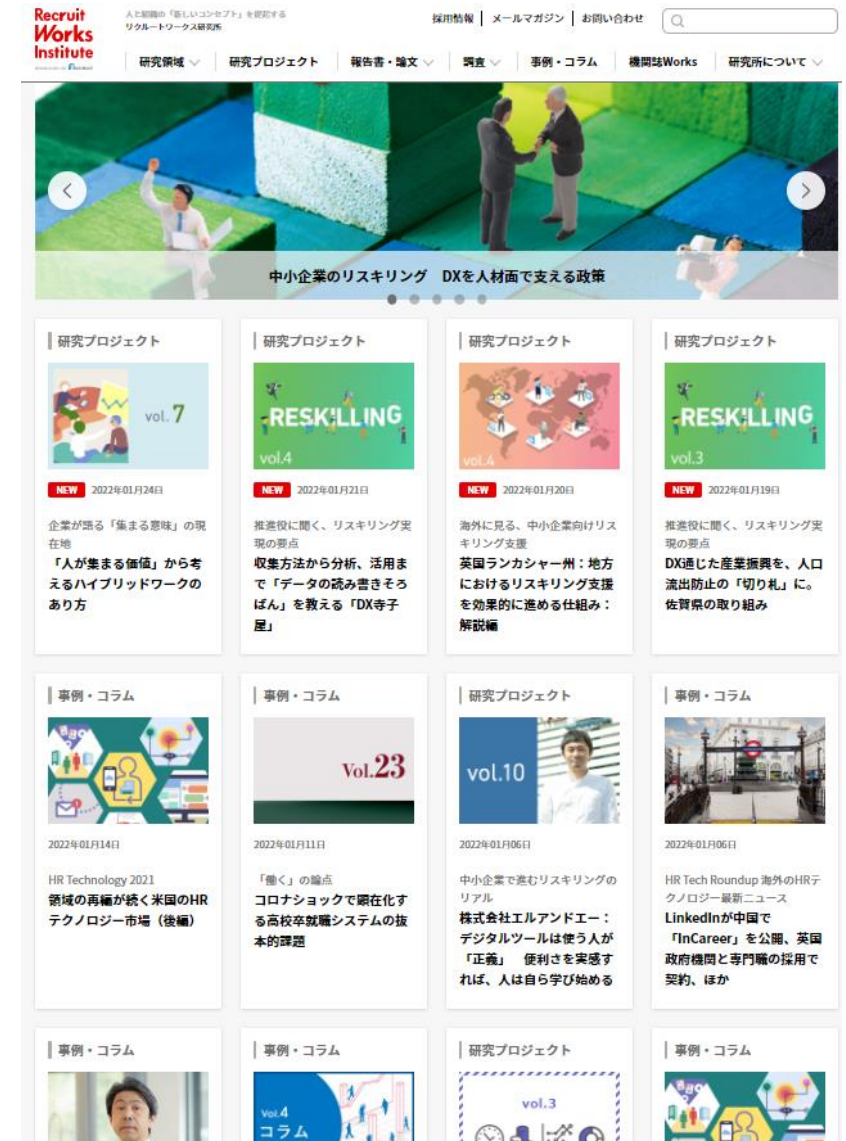 Recruit
Works
Institute
人と組織の「新しいコンセプト」を提起する
リクルートワークス研究所
採用情報
メールマガジン
お問い合わせ
研究領域
研究プロジェクト
報告書・論文
調査
事例・コラム
機関誌Works
研究所について
中小企業のリスキリング DXを人材面で支える政策
研究プロジェクト
vol. 7
NEW 2022年01月24日
企業が語る「集まる意味」の現
在地
「人が集まる価値」から考
えるハイブリッドワークの
あり方
研究プロジェクト
RESKILLING
vol.4
NEW 2022年01月21日
推進役に聞く、リスキリング実
現の要点
収集方法から分析、活用ま
で「データの読み書きそろ
ばん」を教える「DX寺子
屋」
研究プロジェクト
vol.4
NEW 2022年01月20日
海外に見る、中小企業向けリス
キリング支援
英国ランカシャー州：地方
におけるリスキリング支援
を効果的に進める仕組み：
解説編
研究プロジェクト
RESKILLING
vol.3
NEW 2022年01月19日
推進役に聞く、リスキリング実
現の要点
DX通じた産業振興を、人口
流出防止の「切り札」に。
佐賀県の取り組み
事例・コラム
2022年01月14日
HR Technology 2021
領域の再編が続く米国のHR
テクノロジー市場（後編）
事例・コラム
Vol.23
2022年01月11日
「働く」の論点
コロナショックで顕在化す
る高校卒就職システムの抜
本的課題
研究プロジェクト
vol.10
2022年01月06日
中小企業で進むリスキリングの
リアル
株式会社エルアンドエー：
デジタルツールは使う人が
「正義」 便利さを実感す
れば、人は自ら学び始める
事例・コラム
2022年01月06日
HR Tech Roundup 海外のHRテ
クノロジー最新ニュース
LinkedInが中国で
「InCareer」を公開、英国
政府機関と専門職の採用で
契約、ほか
事例・コラム
事例・コラム
Vol.4
コラム
研究プロジェクト
vol.3
事例・コラム